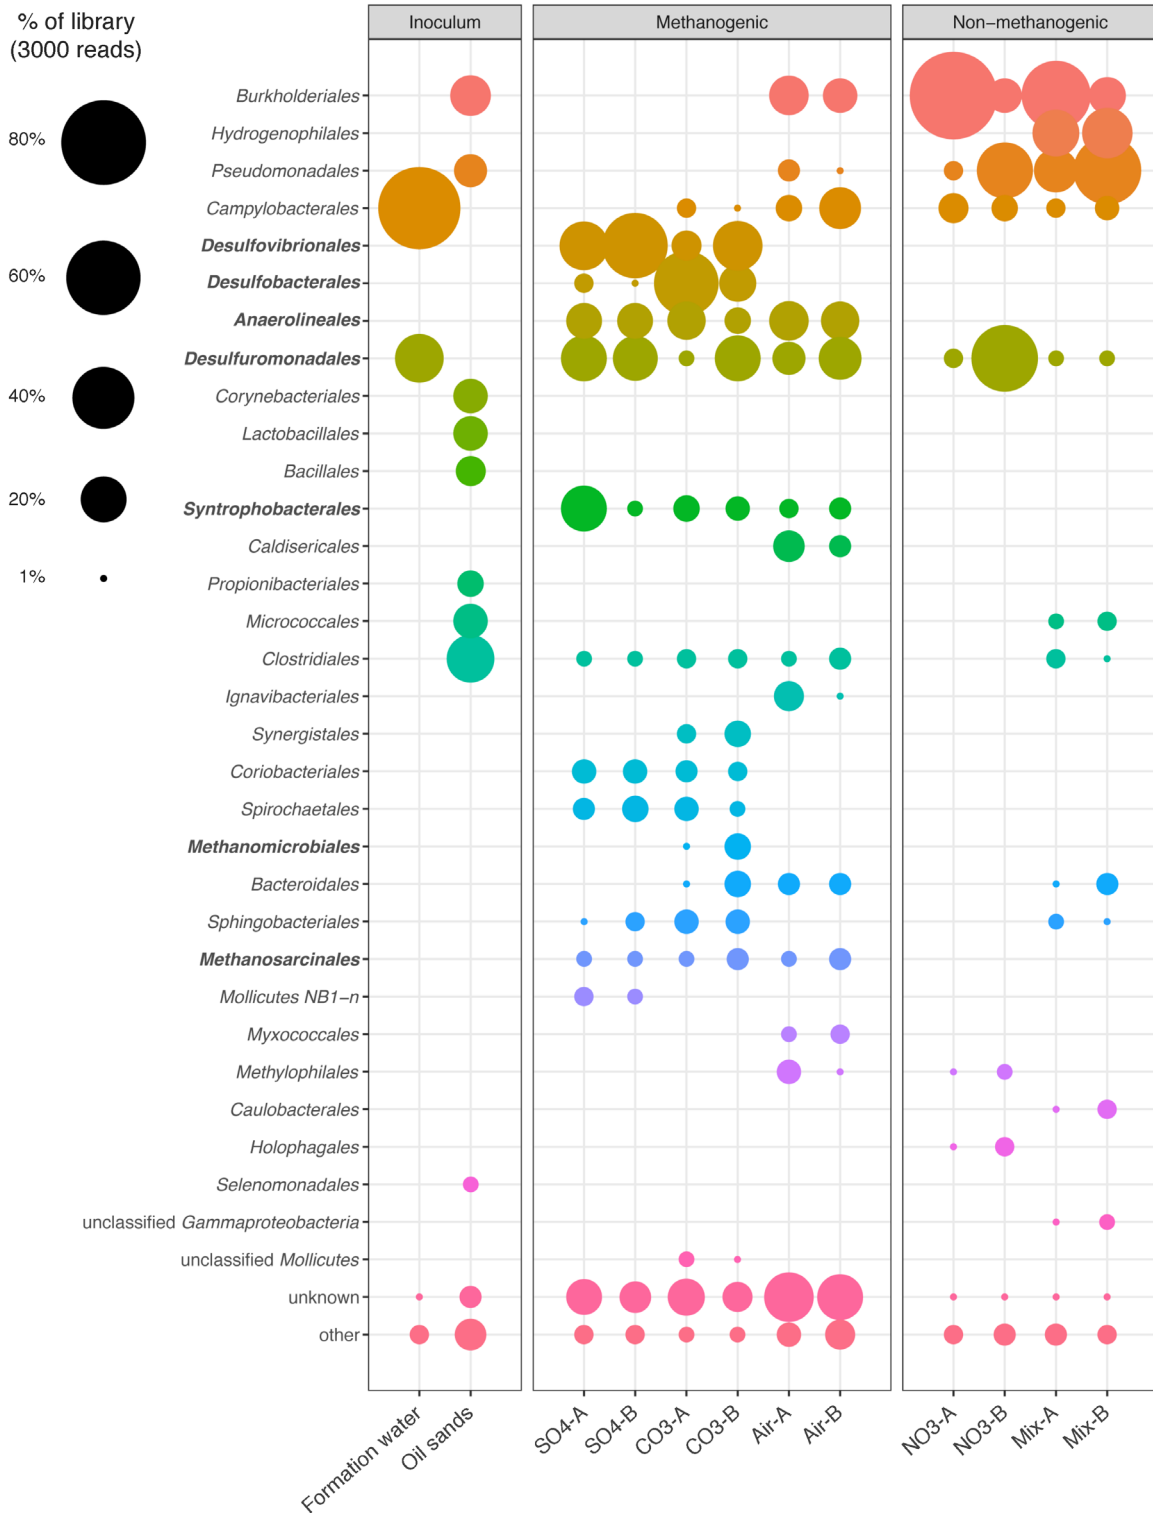 % of library
(3000 reads)
80%
60%
40%
20%
1%
Inoculum
Methanogenic
Non−methanogenic
Burkholderiales
Hydrogenophilales
Pseudomonadales
Campylobacterales
Desulfovibrionales
Desulfobacterales
Anaerolineales
Desulfuromonadales
Corynebacteriales
Lactobacillales
Bacillales
Syntrophobacterales
Caldisericales
Propionibacteriales
Micrococcales
Clostridiales
Ignavibacteriales
Synergistales
Coriobacteriales
Spirochaetales
Methanomicrobiales
Bacteroidales
Sphingobacteriales
Methanosarcinales
Mollicutes NB1−n
Myxococcales
Methylophilales
Caulobacterales
Holophagales
Selenomonadales
unclassified Gammaproteobacteria
unclassified Mollicutes
unknown
other
Formation water
Oil sands
SO4-A
SO4-B
CO3-A
CO3-B
Air-A
Air-B
NO3-A
NO3-B
Mix-A
Mix-B